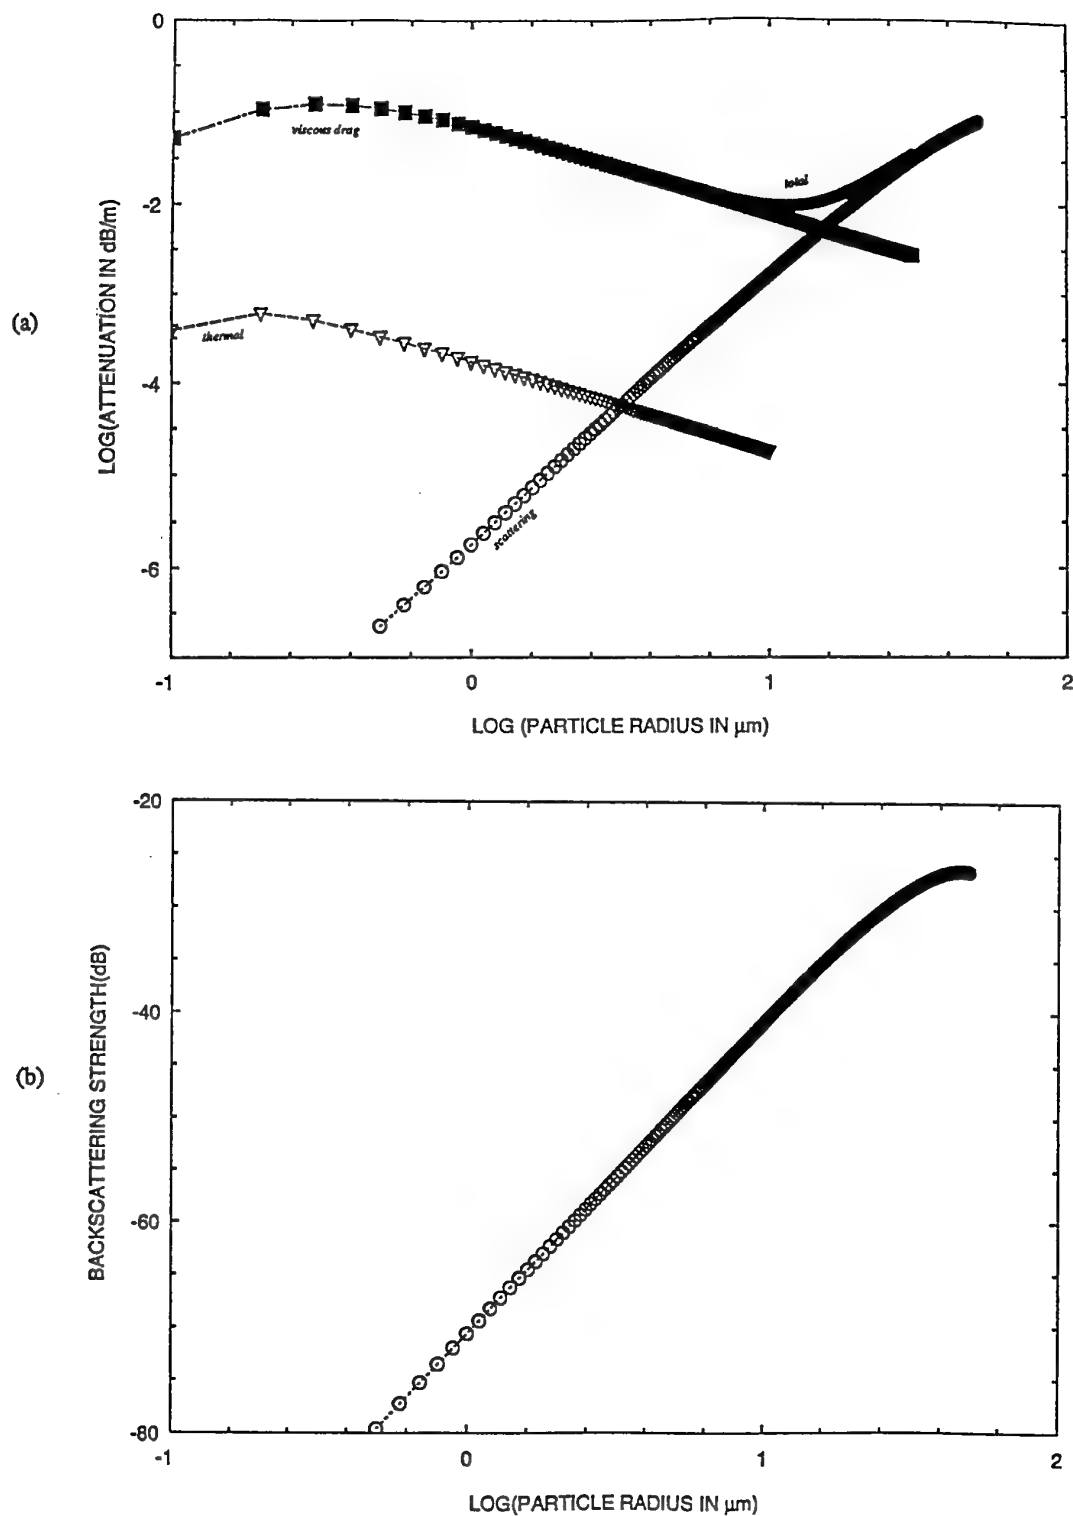 0
viscous drag
total
-2
LOG(ATTENUATION IN dB/m)
(a)
thermal
-4
scattering
-6
-1
0
1
2
LOG (PARTICLE RADIUS IN µm)
-20
BACKSCATTERING STRENGTH(dB)
-40
(b)
-60
-80
-1
0
1
2
LOG(PARTICLE RADIUS IN µm)